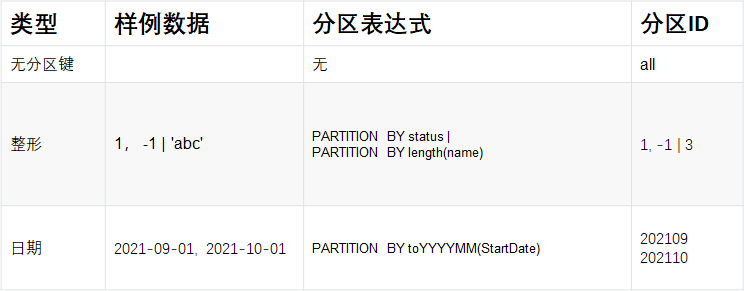 类型 样例数据 分区表达式 分区ID
无分区键 无 all
整形 1， -1 | 'abc' PARTITION BY status | 1, -1 | 3
PARTITION BY length(name)
日期 2021-09-01, 2021-10-01 PARTITION BY toYYYYMM(StartDate) 202109
202110